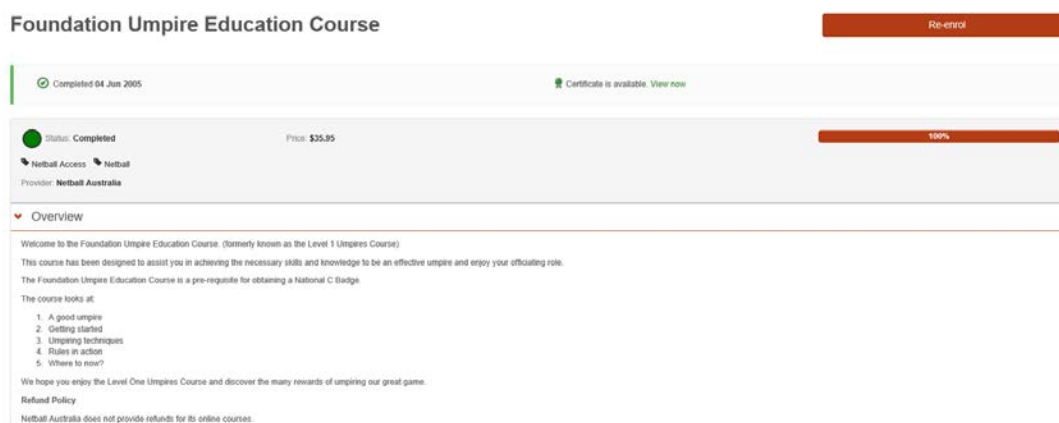 Foundation Umpire Education Course
Re-enrol
Completed 04 Jun 2005
Certificate is available. View now
Status: Completed
Price: $35.95
100%
Netball Access Netball
Provider: Netball Australia
Overview
Welcome to the Foundation Umpire Education Course. (formerly known as the Level 1 Umpires Course)
This course has been designed to assist you in achieving the necessary skills and knowledge to be an effective umpire and enjoy your officiating role.
The Foundation Umpire Education Course is a pre-requisite for obtaining a National C Badge.
The course looks at:
1. A good umpire
2. Getting started
3. Umpiring techniques
4. Rules in action
5. Where to now?
We hope you enjoy the Level One Umpires Course and discover the many rewards of umpiring our great game.
Refund Policy
Netball Australia does not provide refunds for its online courses.